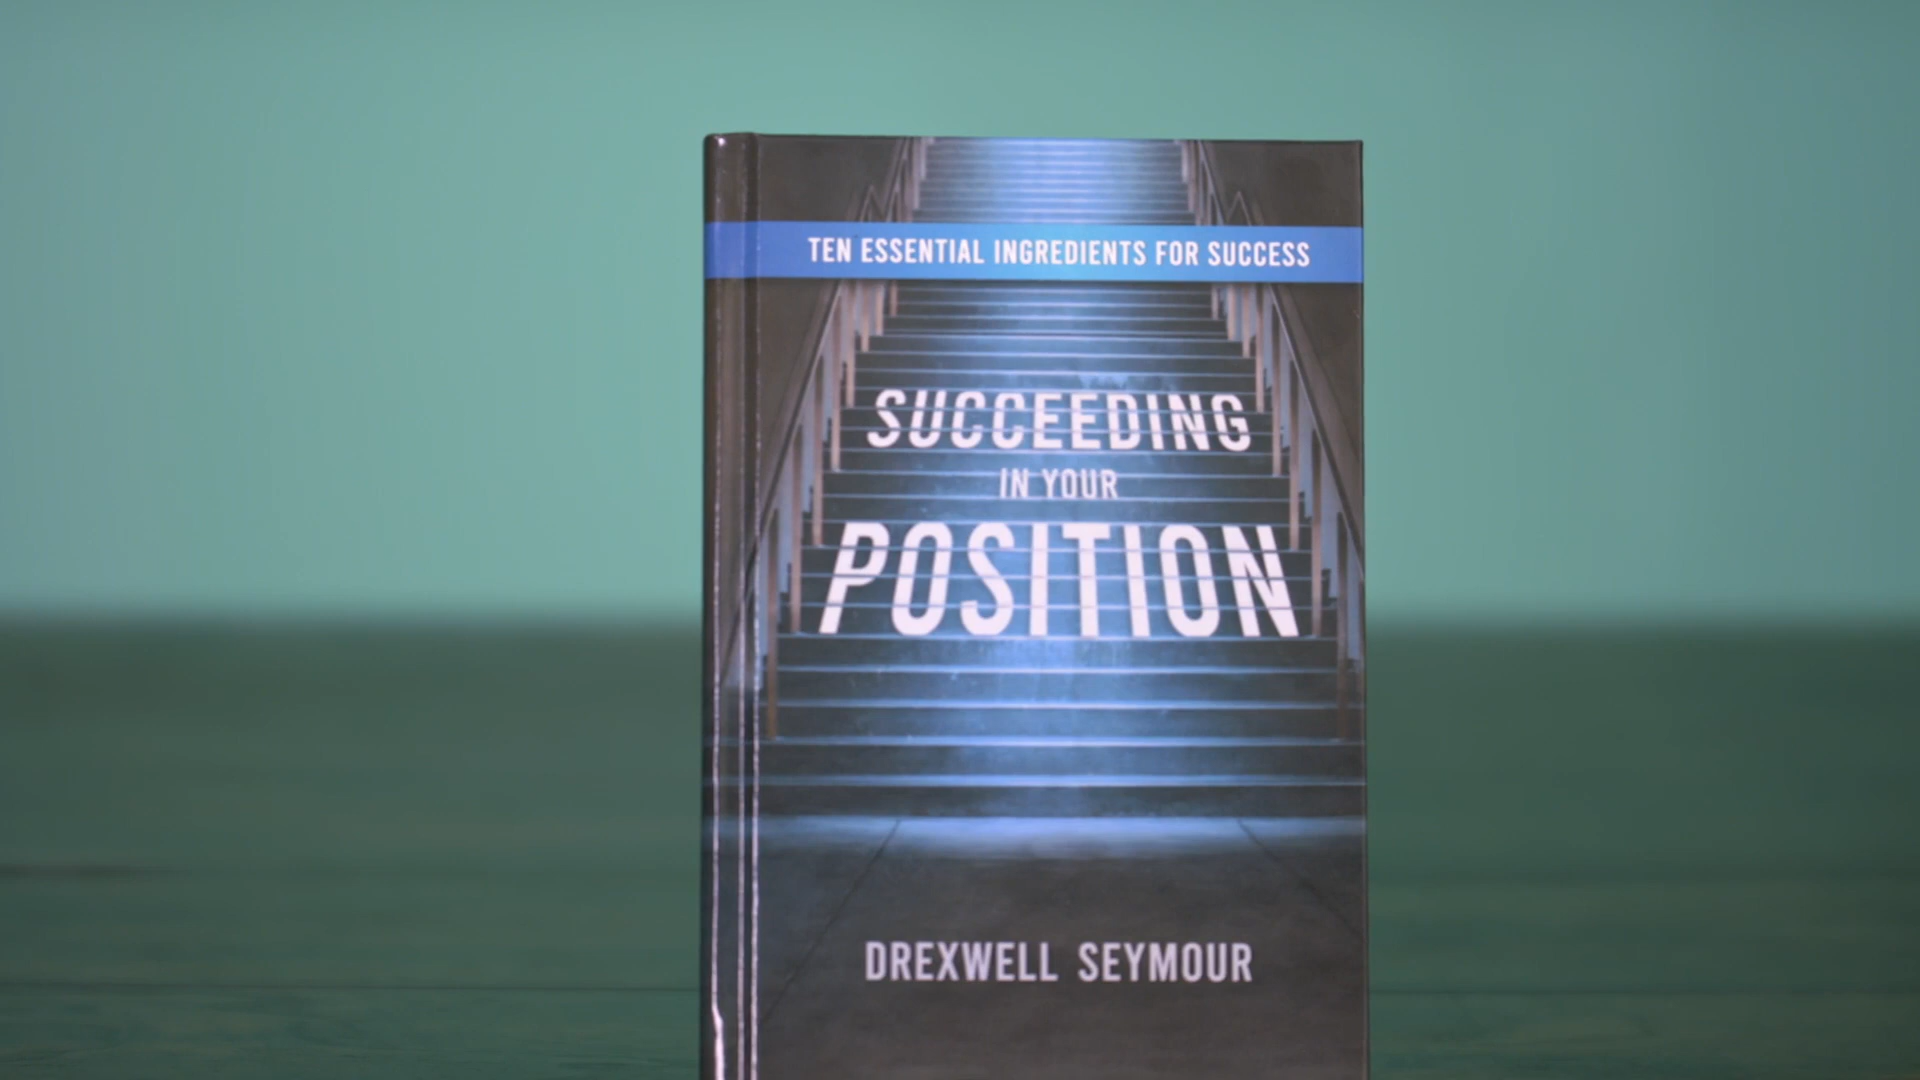 TEN ESSENTIAL INGREDIENTS FOR SUCCESS
SUCCEEDING
IN YOUR
POSITION
DREXWELL SEYMOUR